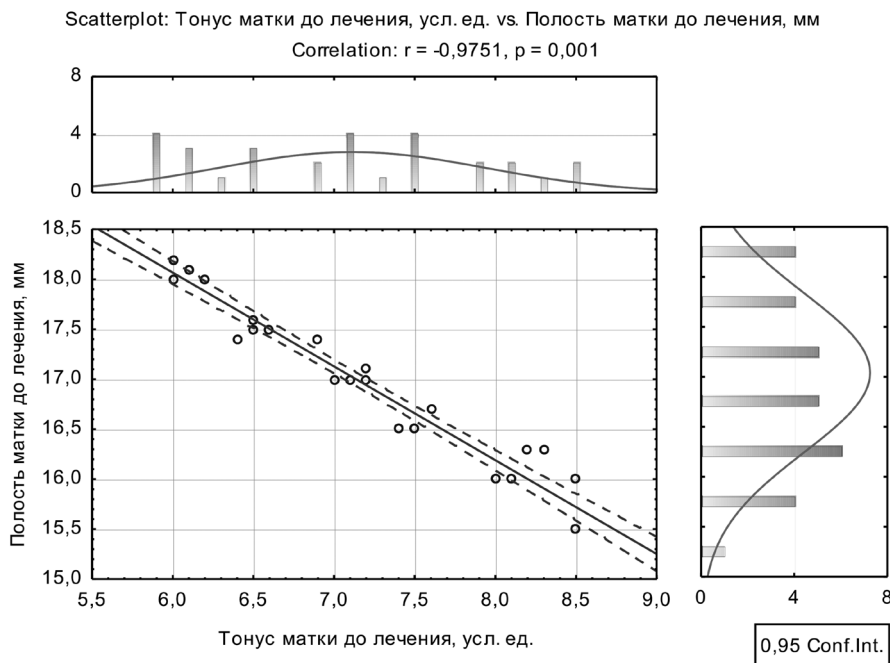 Scatterplot: Тонус матки до лечения, усл. ед. vs. Полость матки до лечения, мм
Correlation: r = -0,9751, p = 0,001
8
4
0
18,5
18,0
17,5
17,0
16,5
16,0
15,5
15,0
Полость матки до лечения, мм
5,5 6,0 6,5 7,0 7,5 8,0 8,5 9,0
0 4 8
Тонус матки до лечения, усл. ед.
0,95 Conf.Int.